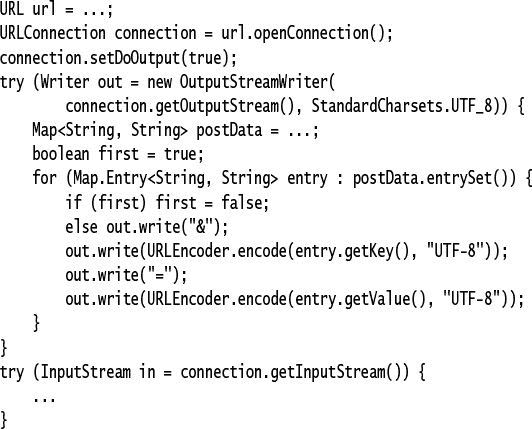 URL url = ...;
URLConnection connection = url.openConnection();
connection.setDoOutput(true);
try (Writer out = new OutputStreamWriter(
        connection.getOutputStream(), StandardCharsets.UTF_8)) {
    Map<String, String> postData = ...;
    boolean first = true;
    for (Map.Entry<String, String> entry : postData.entrySet()) {
        if (first) first = false;
        else out.write("&");
        out.write(URLEncoder.encode(entry.getKey(), "UTF-8"));
        out.write("=");
        out.write(URLEncoder.encode(entry.getValue(), "UTF-8"));
    }
}
try (InputStream in = connection.getInputStream()) {
    ...
}